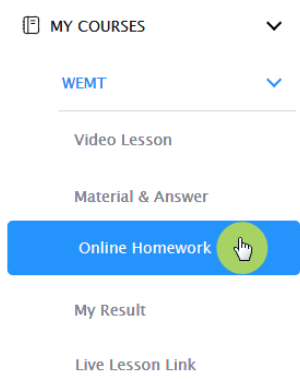 MY COURSES
WEMT
Video Lesson
Material & Answer
Online Homework
My Result
Live Lesson Link